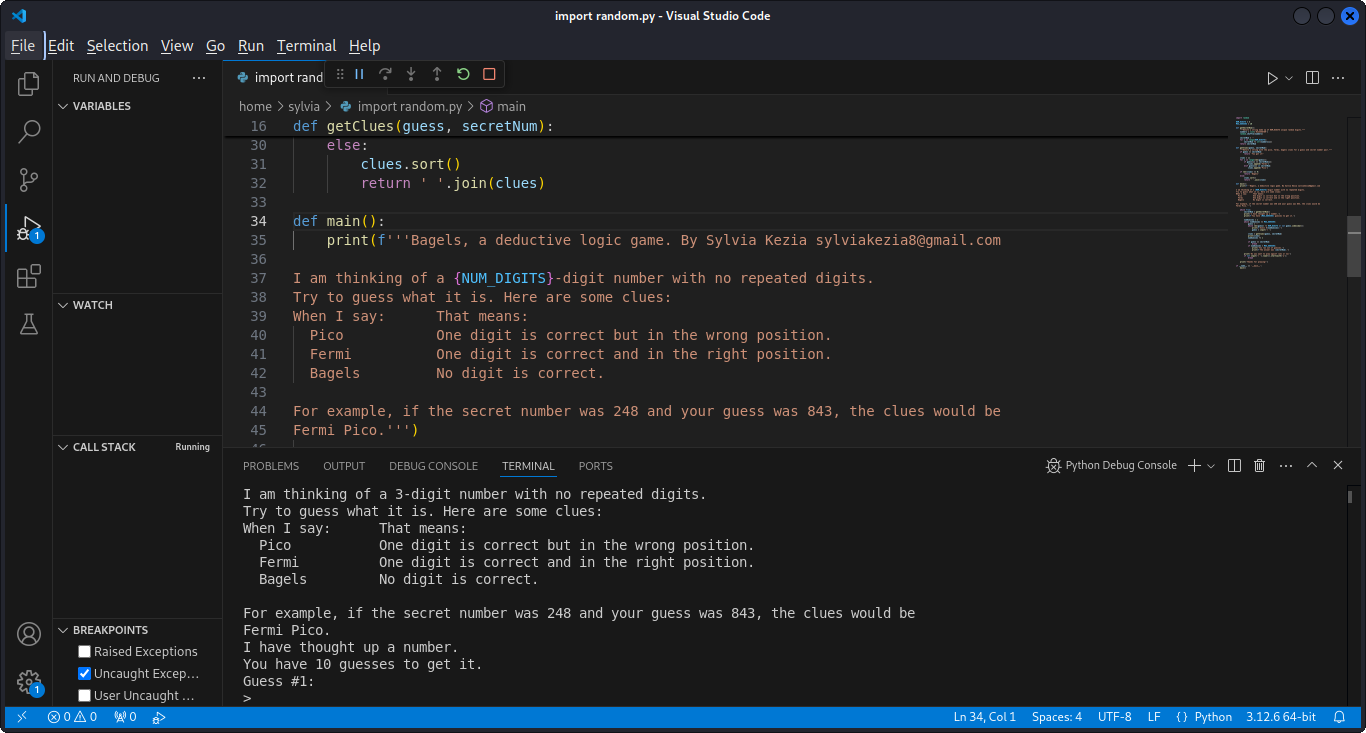 import random.py - Visual Studio Code
File Edit Selection View Go Run Terminal Help
RUN AND DEBUG ···
import rand
VARIABLES
home > sylvia > import random.py > main
16 def getClues(guess, secretNum):
30 else:
31 clues.sort()
32 return ' '.join(clues)
33
34 def main():
35 print(f'''Bagels, a deductive logic game. By Sylvia Kezia sylviakezia8@gmail.com
36
37 I am thinking of a {NUM_DIGITS}-digit number with no repeated digits.
38 Try to guess what it is. Here are some clues:
39 When I say: That means:
40 Pico One digit is correct but in the wrong position.
41 Fermi One digit is correct and in the right position.
42 Bagels No digit is correct.
43
44 For example, if the secret number was 248 and your guess was 843, the clues would be
45 Fermi Pico.''')
1
WATCH
CALL STACK Running
PROBLEMS OUTPUT DEBUG CONSOLE TERMINAL PORTS
Python Debug Console
I am thinking of a 3-digit number with no repeated digits.
Try to guess what it is. Here are some clues:
When I say: That means:
Pico One digit is correct but in the wrong position.
Fermi One digit is correct and in the right position.
Bagels No digit is correct.
For example, if the secret number was 248 and your guess was 843, the clues would be
Fermi Pico.
I have thought up a number.
You have 10 guesses to get it.
Guess #1:
>
BREAKPOINTS
Raised Exceptions
Uncaught Excep...
User Uncaught ...
1
0 0 0
Ln 34, Col 1 Spaces: 4 UTF-8 LF { } Python 3.12.6 64-bit